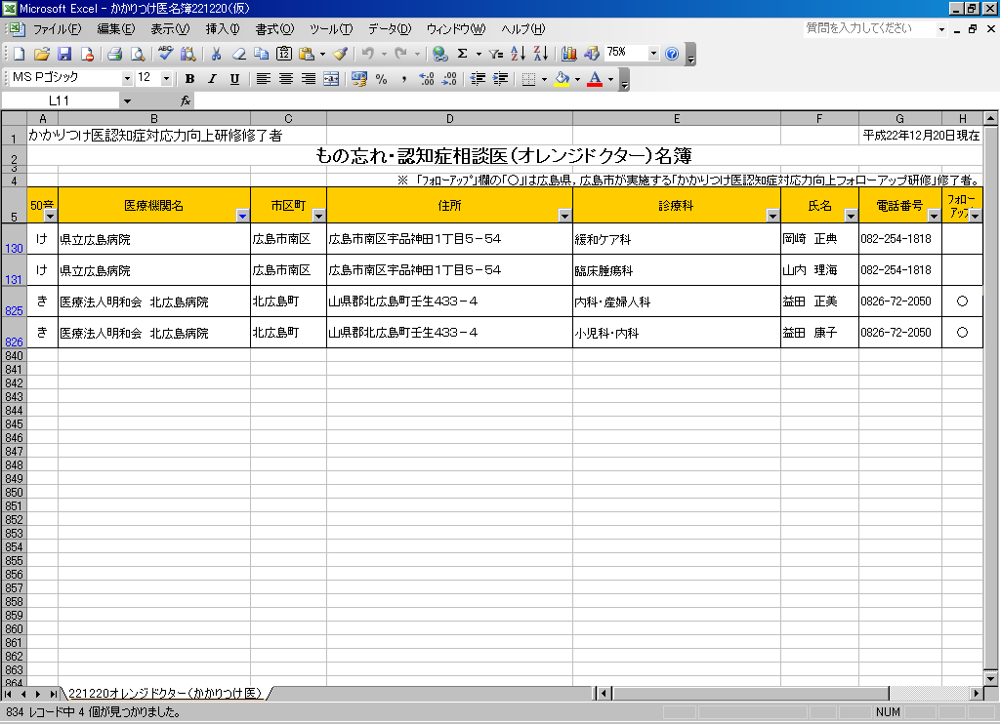 Microsoft Excel - かかりつけ医名簿221220(仮)
ファイル(F) 編集(E) 表示(V) 挿入(I) 書式(O) ツール(T) データ(D) ウィンドウ(W) ヘルプ(H) 質問を入力してください
75%
MS Pゴシック 12 B I U
L11 fx
A B C D E F G H
1 かかりつけ医認知症対応力向上研修修了者 平成22年12月20日現在
2 もの忘れ・認知症相談医(オレンジドクター)名簿
3
4 ※ 「フォローアップ」欄の「○」は広島県，広島市が実施する「かかりつけ医認知症対応力向上フォローアップ研修」修了者。
5 50音 医療機関名 市区町 住所 診療科 氏名 電話番号 フォローアップ
130 け 県立広島病院 広島市南区 広島市南区宇品神田1丁目5-54 緩和ケア科 岡崎 正典 082-254-1818
131 け 県立広島病院 広島市南区 広島市南区宇品神田1丁目5-54 臨床腫瘍科 山内 理海 082-254-1818
825 き 医療法人明和会 北広島病院 北広島町 山県郡北広島町壬生433-4 内科・産婦人科 益田 正美 0826-72-2050 ○
826 き 医療法人明和会 北広島病院 北広島町 山県郡北広島町壬生433-4 小児科・内科 益田 康子 0826-72-2050 ○
840
841
842
843
844
845
846
847
848
849
850
851
852
853
854
855
856
857
858
859
860
861
862
863
864
221220オレンジドクター(かかりつけ医)
834 レコード中 4 個が見つかりました。 NUM